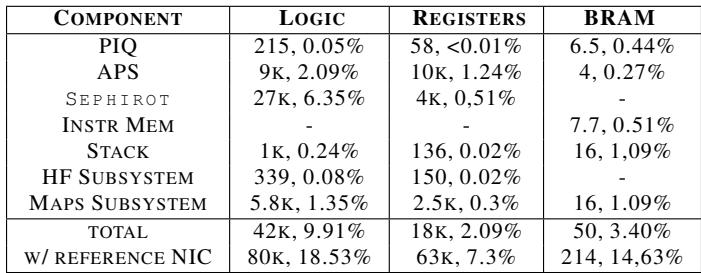 COMPONENT LOGIC REGISTERS BRAM
PIQ 215, 0.05% 58, <0.01% 6.5, 0.44%
APS 9K, 2.09% 10K, 1.24% 4, 0.27%
SEPHIROT 27K, 6.35% 4K, 0,51% -
INSTR MEM - - 7.7, 0.51%
STACK 1K, 0.24% 136, 0.02% 16, 1,09%
HF SUBSYSTEM 339, 0.08% 150, 0.02% -
MAPS SUBSYSTEM 5.8K, 1.35% 2.5K, 0.3% 16, 1.09%
TOTAL 42K, 9.91% 18K, 2.09% 50, 3.40%
W/ REFERENCE NIC 80K, 18.53% 63K, 7.3% 214, 14,63%